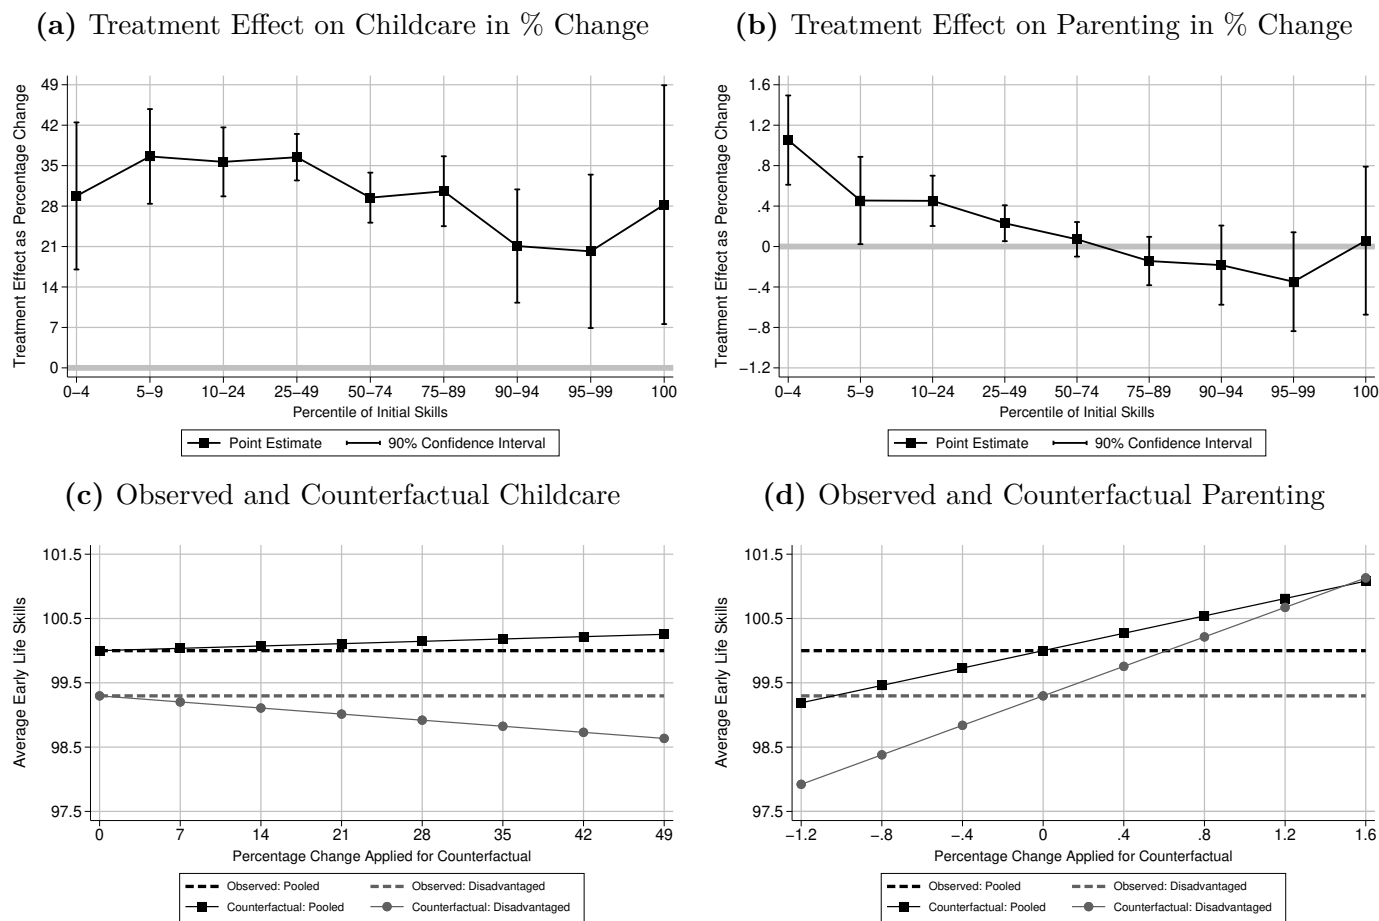 (a) Treatment Effect on Childcare in % Change
Treatment Effect as Percentage Change
49
42
35
28
21
14
7
0
0–4 5–9 10–24 25–49 50–74 75–89 90–94 95–99 100
Percentile of Initial Skills
Point Estimate 90% Confidence Interval
(b) Treatment Effect on Parenting in % Change
Treatment Effect as Percentage Change
1.6
1.2
.8
.4
0
−.4
−.8
−1.2
0–4 5–9 10–24 25–49 50–74 75–89 90–94 95–99 100
Percentile of Initial Skills
Point Estimate 90% Confidence Interval
(c) Observed and Counterfactual Childcare
Average Early Life Skills
101.5
100.5
99.5
98.5
97.5
0 7 14 21 28 35 42 49
Percentage Change Applied for Counterfactual
Observed: Pooled Observed: Disadvantaged
Counterfactual: Pooled Counterfactual: Disadvantaged
(d) Observed and Counterfactual Parenting
Average Early Life Skills
101.5
100.5
99.5
98.5
97.5
−1.2 −.8 −.4 0 .4 .8 1.2 1.6
Percentage Change Applied for Counterfactual
Observed: Pooled Observed: Disadvantaged
Counterfactual: Pooled Counterfactual: Disadvantaged